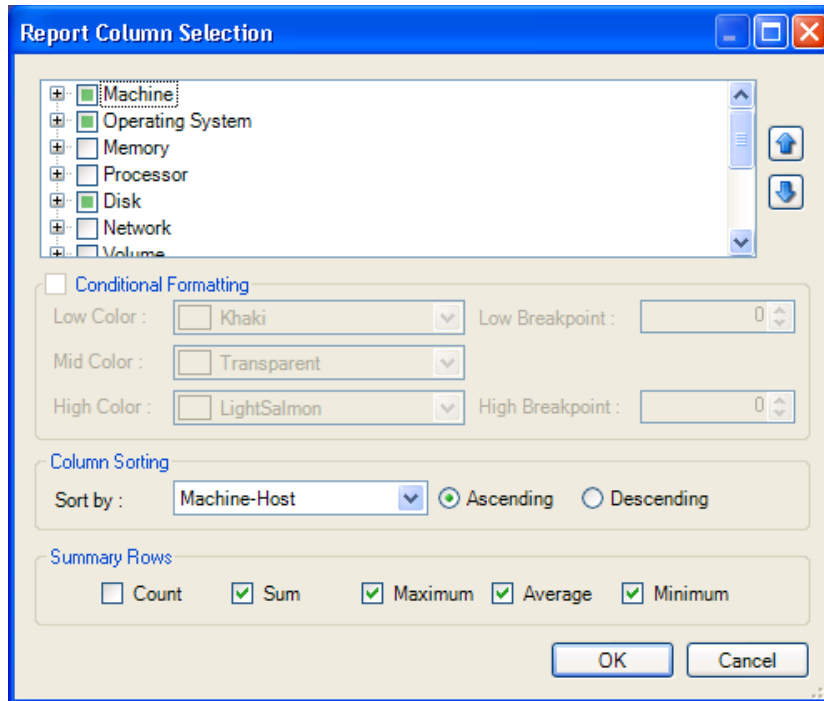 Report Column Selection
Machine
Operating System
Memory
Processor
Disk
Network
Volume
Conditional Formatting
Low Color : Khaki Low Breakpoint : 0
Mid Color : Transparent
High Color : LightSalmon High Breakpoint : 0
Column Sorting
Sort by : Machine-Host Ascending Descending
Summary Rows
Count Sum Maximum Average Minimum
OK Cancel